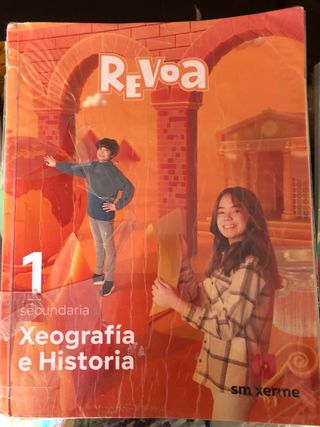 REVOA
1
secundaria
Xeografía
e Historia
sm xerme